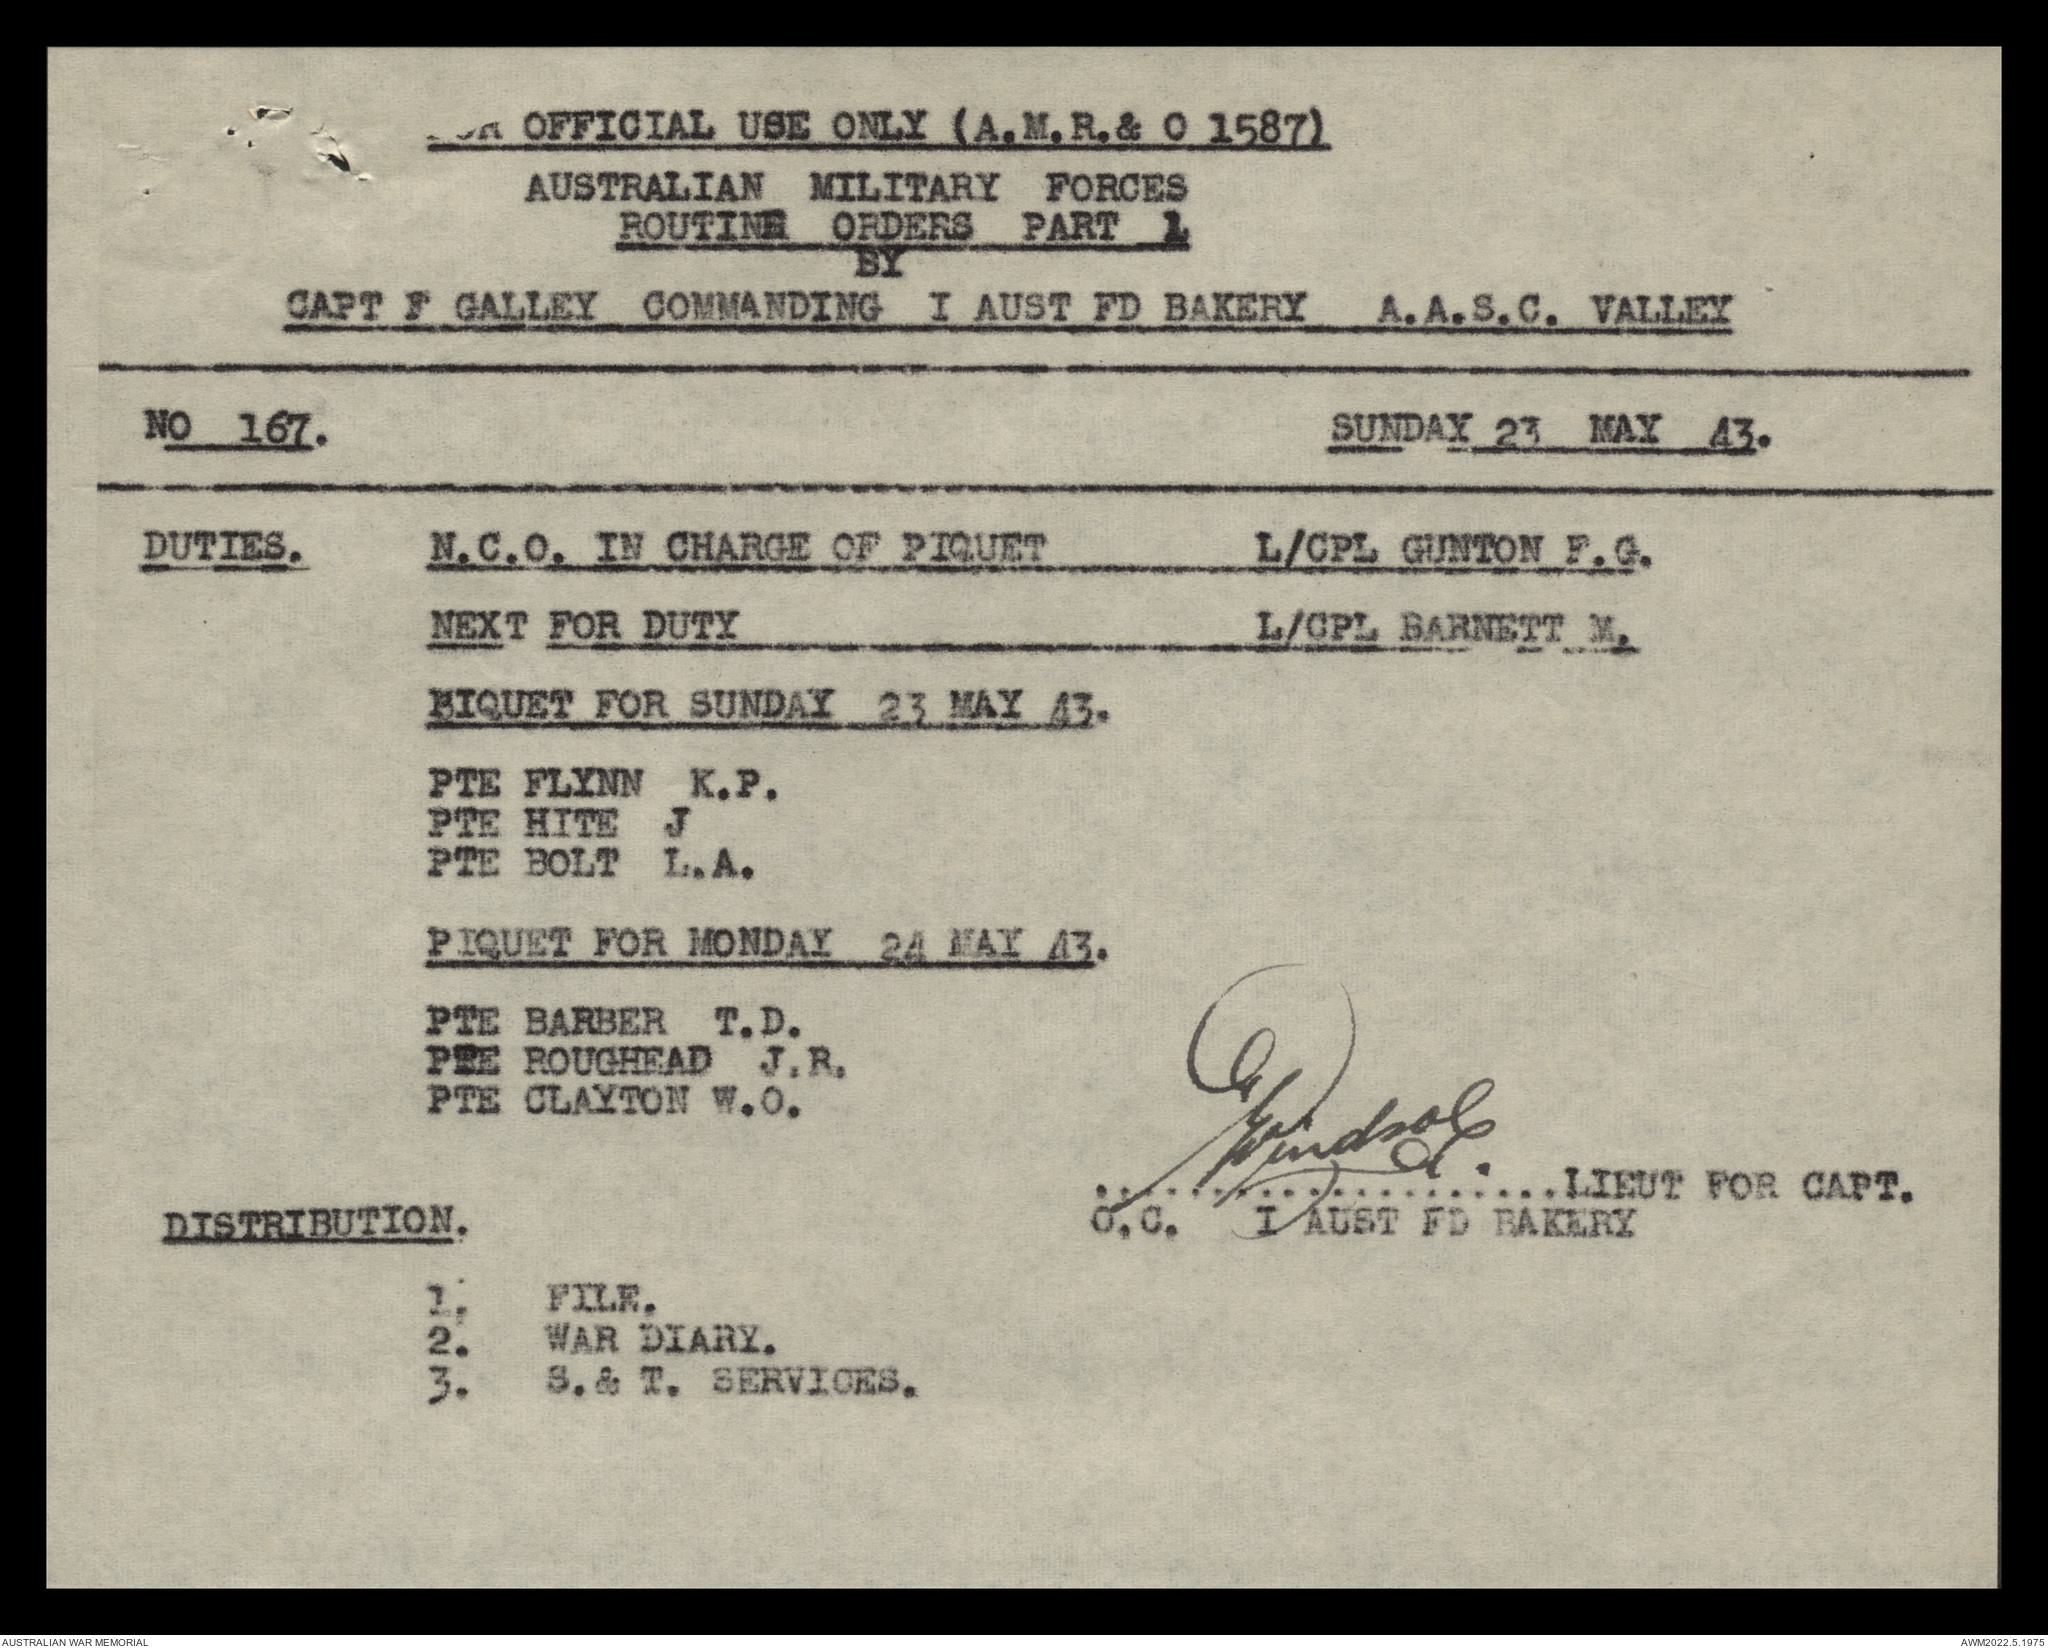 FOR OFFICIAL USE ONLY (A.M.R.& O 1587)
AUSTRALIAN MILITARY FORCES
ROUTINE ORDERS PART 1
BY
CAPT F GALLEY COMMANDING I AUST FD BAKERY A.A.S.C. VALLEY
NO 167. SUNDAY 23 MAY 43.
DUTIES. N.C.O. IN CHARGE OF PIQUET L/CPL GUNTON F.G.
NEXT FOR DUTY L/CPL BARNETT M.
PIQUET FOR SUNDAY 23 MAY 43.
PTE FLYNN K.P.
PTE HITE J
PTE BOLT L.A.
PIQUET FOR MONDAY 24 MAY 43.
PTE BARBER T.D.
PTE ROUGHEAD J.R.
PTE CLAYTON W.O.
Windsor
....................LIEUT FOR CAPT.
O.C. I AUST FD BAKERY
DISTRIBUTION.
1. FILE.
2. WAR DIARY.
3. S.& T. SERVICES.
AUSTRALIAN WAR MEMORIAL AWM2022.5.1975